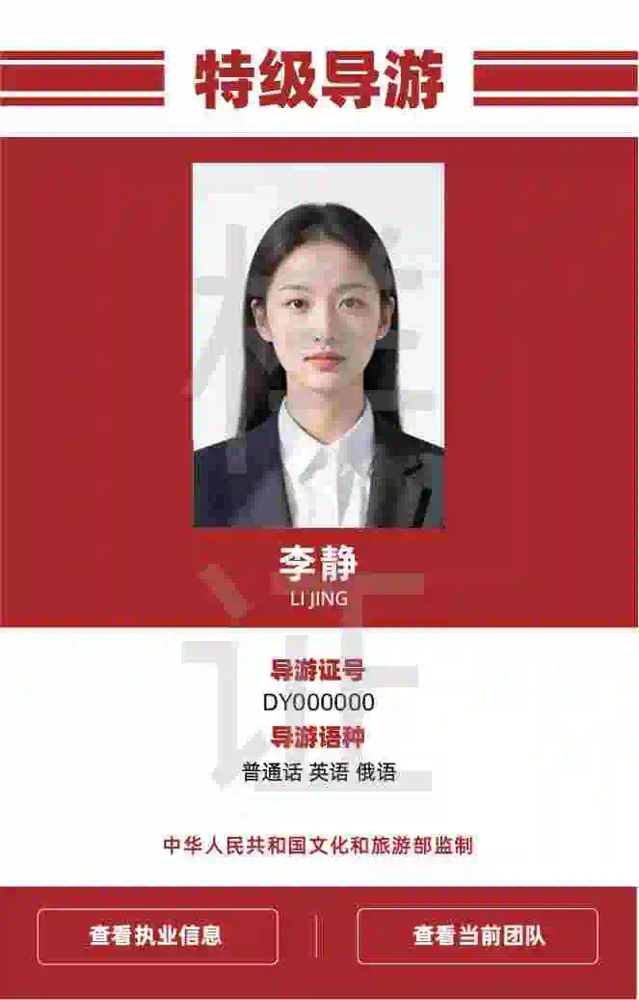 特级导游
李静
LI JING
导游证号
DY000000
导游语种
普通话 英语 俄语
中华人民共和国文化和旅游部监制
查看执业信息
查看当前团队